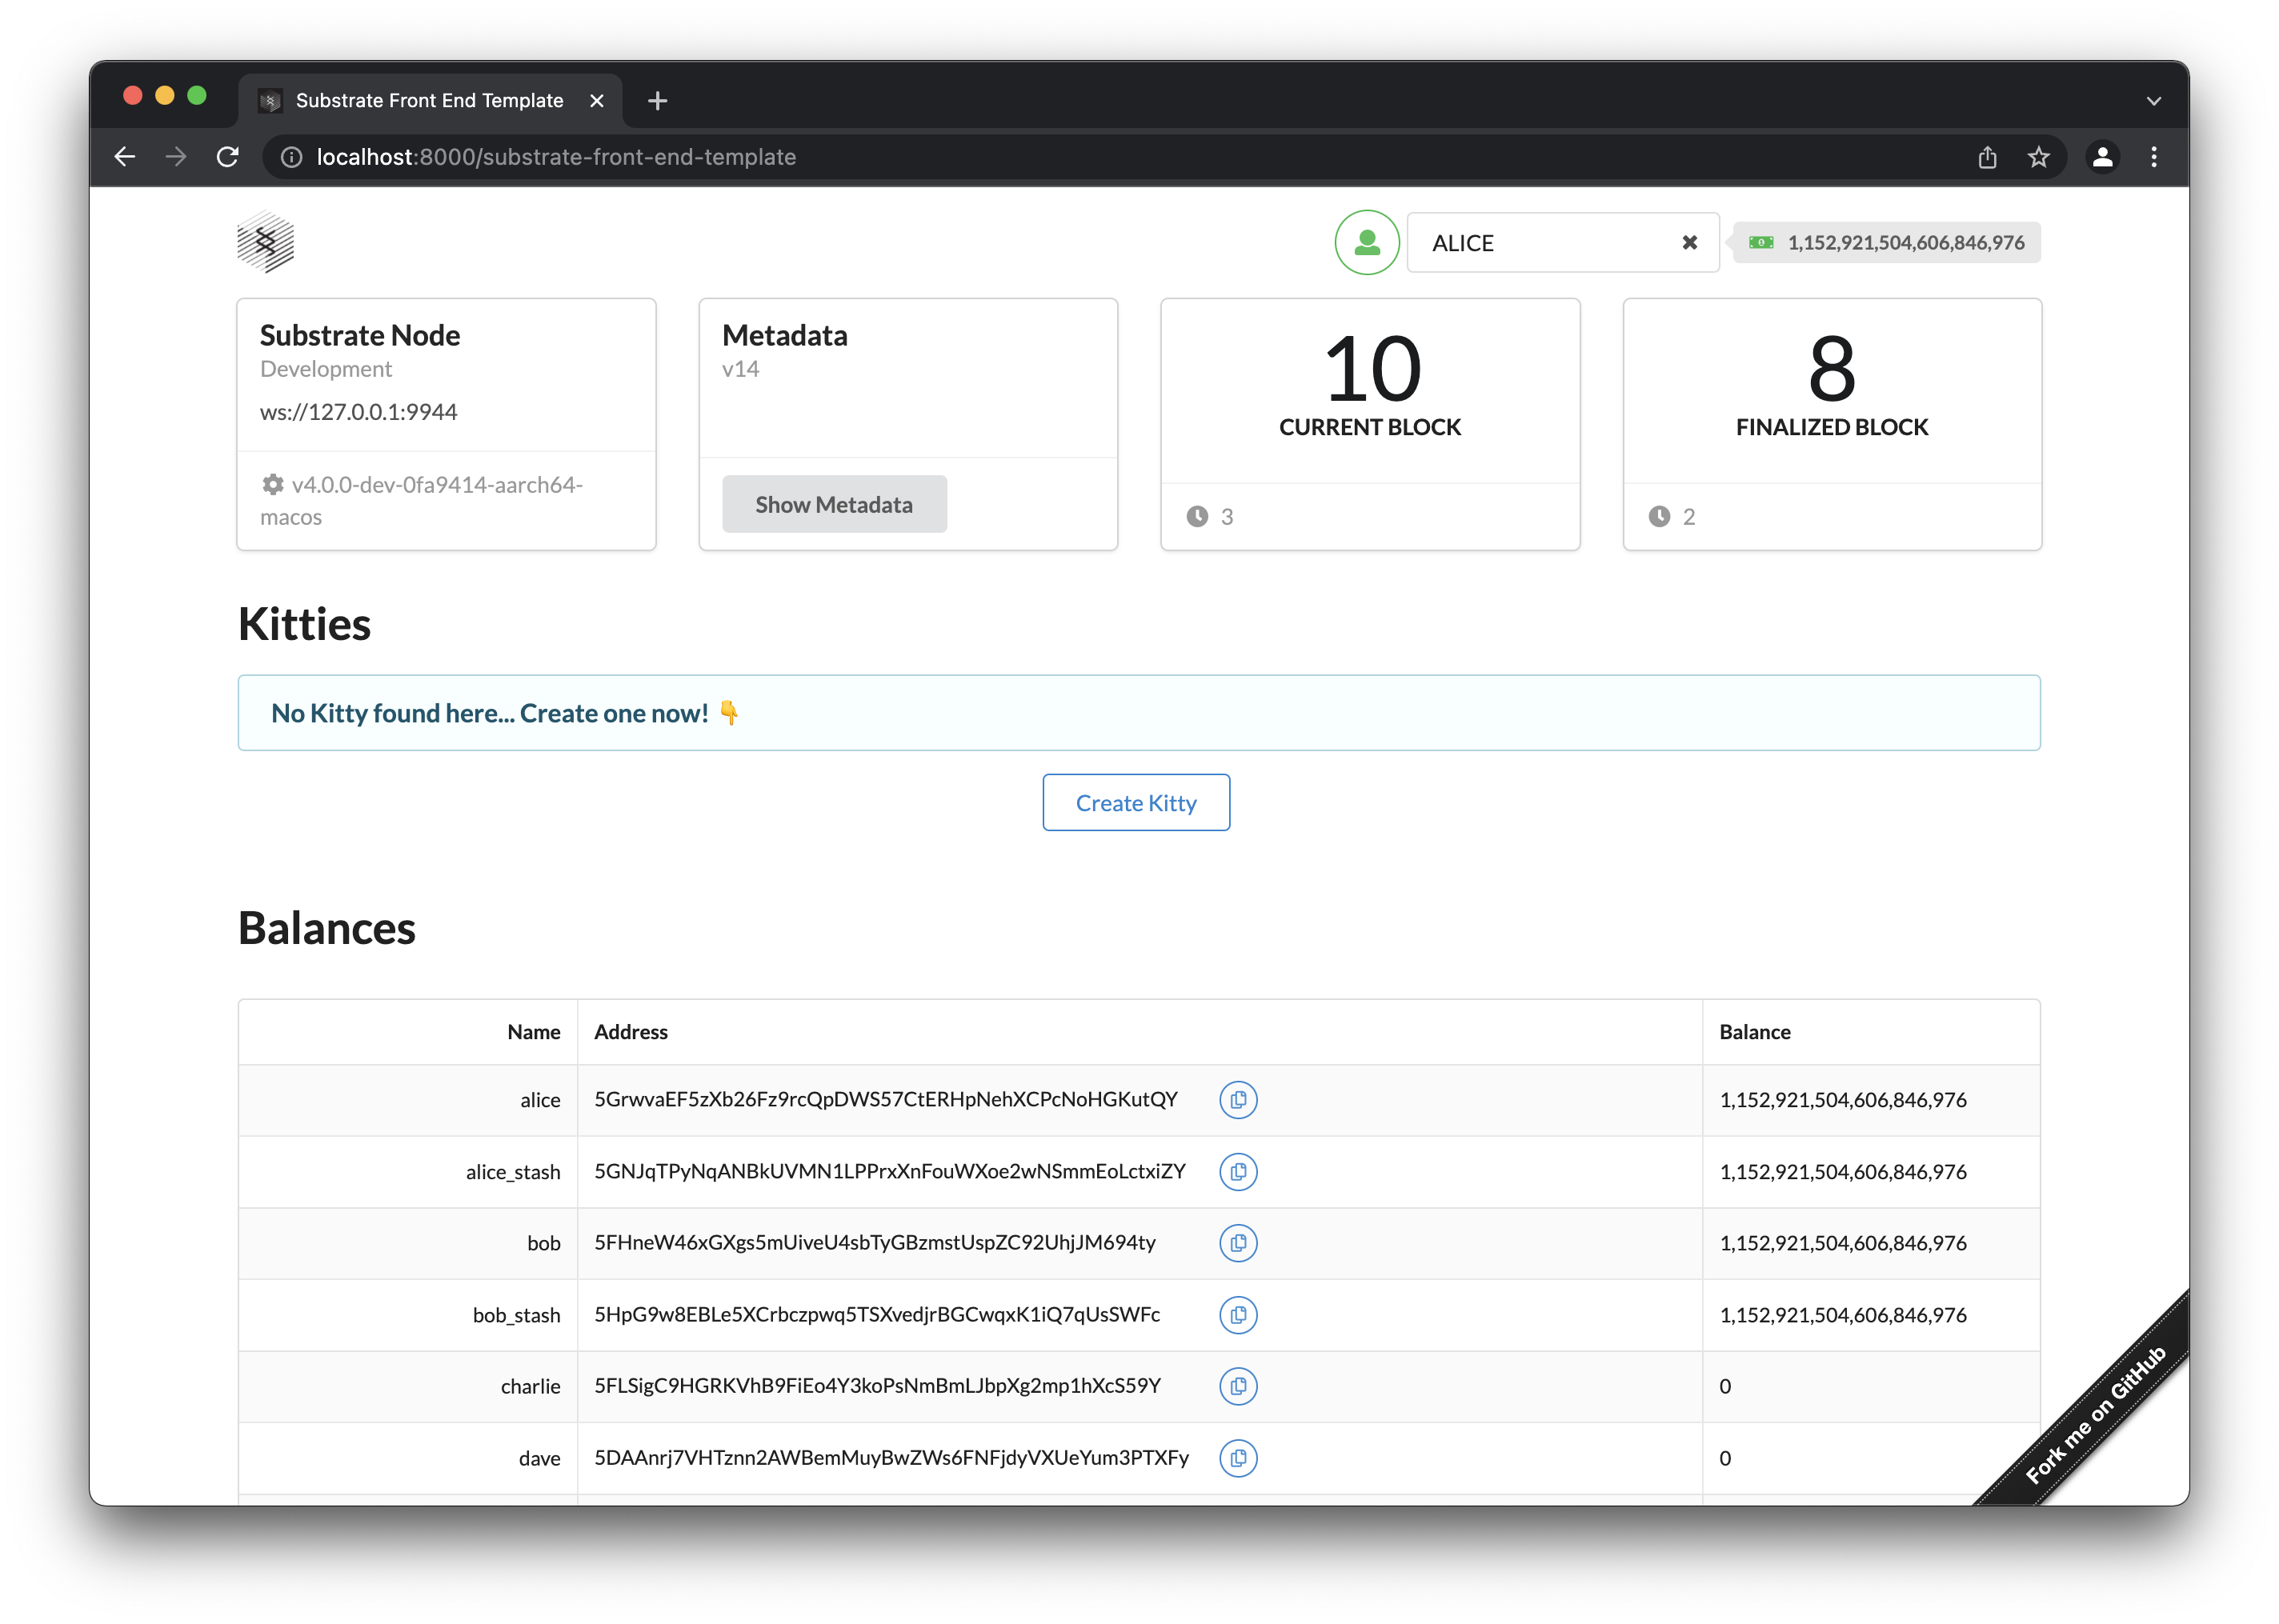 Substrate Front End Template
localhost:8000/substrate-front-end-template
ALICE
1,152,921,504,606,846,976
Substrate Node
Development
ws://127.0.0.1:9944
v4.0.0-dev-0fa9414-aarch64-
macos
Metadata
v14
Show Metadata
10
CURRENT BLOCK
3
8
FINALIZED BLOCK
2
Kitties
No Kitty found here... Create one now! 👇
Create Kitty
Balances
Name Address Balance
alice 5GrwvaEF5zXb26Fz9rcQpDWS57CtERHpNehXCPcNoHGKutQY 1,152,921,504,606,846,976
alice_stash 5GNJqTPyNqANBkUVMN1LPPrxXnFouWXoe2wNSmmEoLctxiZY 1,152,921,504,606,846,976
bob 5FHneW46xGXgs5mUiveU4sbTyGBzmstUspZC92UhjJM694ty 1,152,921,504,606,846,976
bob_stash 5HpG9w8EBLe5XCrbczpwq5TSXvedjrBGCwqxK1iQ7qUsSWFc 1,152,921,504,606,846,976
charlie 5FLSigC9HGRKVhB9FiEo4Y3koPsNmBmLJbpXg2mp1hXcS59Y 0
dave 5DAAnrj7VHTznn2AWBemMuyBwZWs6FNFjdyVXUeYum3PTXFy 0
Fork me on GitHub